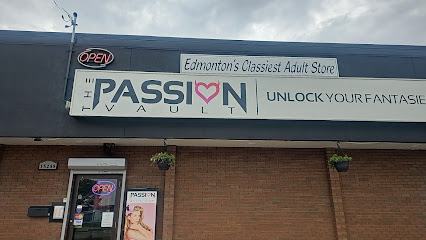 OPEN
Edmonton's Classiest Adult Store
THE PASSION VAULT
UNLOCK YOUR FANTASIE
OPEN
PASSION